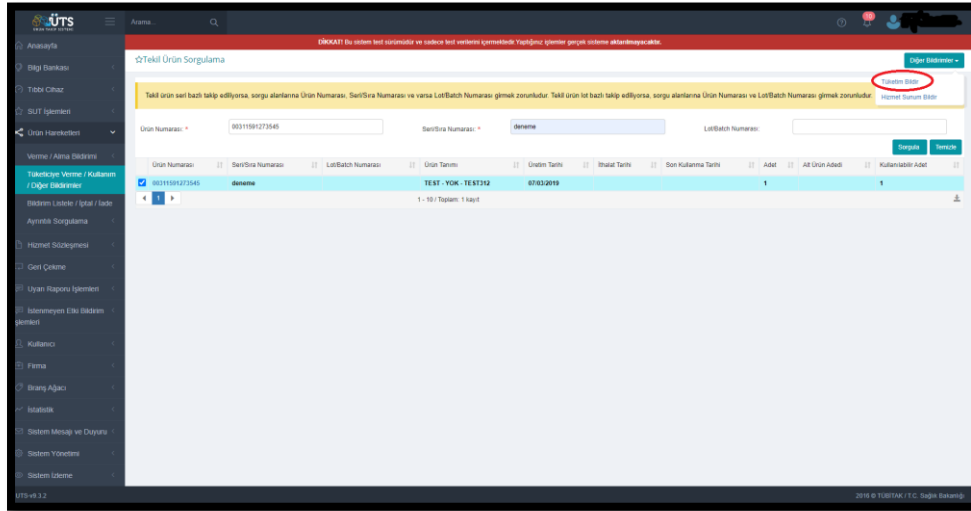 ÜTS
ÜRÜN TAKİP SİSTEMİ
Arama...
10
DİKKAT! Bu sistem test sürümüdür ve sadece test verilerini içermektedir.Yaptığınız işlemler gerçek sisteme aktarılmayacaktır.
Anasayfa
Bilgi Bankası
Tıbbi Cihaz
SUT İşlemleri
Ürün Hareketleri
Verme / Alma Bildirimi
Tüketiciye Verme / Kullanım
/ Diğer Bildirimler
Bildirim Listele / İptal / İade
Ayrıntılı Sorgulama
Hizmet Sözleşmesi
Geri Çekme
Uyarı Raporu İşlemleri
İstenmeyen Etki Bildirim
İşlemleri
Kullanıcı
Firma
Branş Ağacı
İstatistik
Sistem Mesajı ve Duyuru
Sistem Yönetimi
Sistem İzleme
Tekil Ürün Sorgulama
Diğer Bildirimler
Tüketim Bildir
Hizmet Sunum Bildir
Tekil ürün seri bazlı takip ediliyorsa, sorgu alanlarına Ürün Numarası, Seri/Sıra Numarası ve varsa Lot/Batch Numarası girmek zorunludur. Tekil ürün lot bazlı takip ediliyorsa, sorgu alanlarına Ürün Numarası ve Lot/Batch Numarası girmek zorunludur.
Ürün Numarası: * 00311591273545 Seri/Sıra Numarası: * deneme Lot/Batch Numarası:
Sorgula Temizle
Ürün Numarası Seri/Sıra Numarası Lot/Batch Numarası Ürün Tanımı Üretim Tarihi İthalat Tarihi Son Kullanma Tarihi Adet Alt Ürün Adedi Kullanılabilir Adet
00311591273545 deneme TEST - YOK - TEST312 07/03/2019 1 1
1
1 - 10 / Toplam: 1 kayıt
UTS-v9.3.2
2016 © TÜBİTAK / T.C. Sağlık Bakanlığı